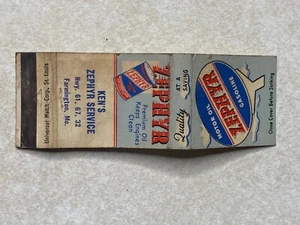 Universal Match Corp., St. Louis
KEN'S
ZEPHYR SERVICE
Hwy. 61, 67, 32
Farmington, Mo.
ZEPHYR
ZEPHYR
Premium Oil
Keeps Engines
Clean
Quality
AT A
SAVING
MOTOR OIL
ZEPHYR
GASOLINE
Close Cover Before Striking